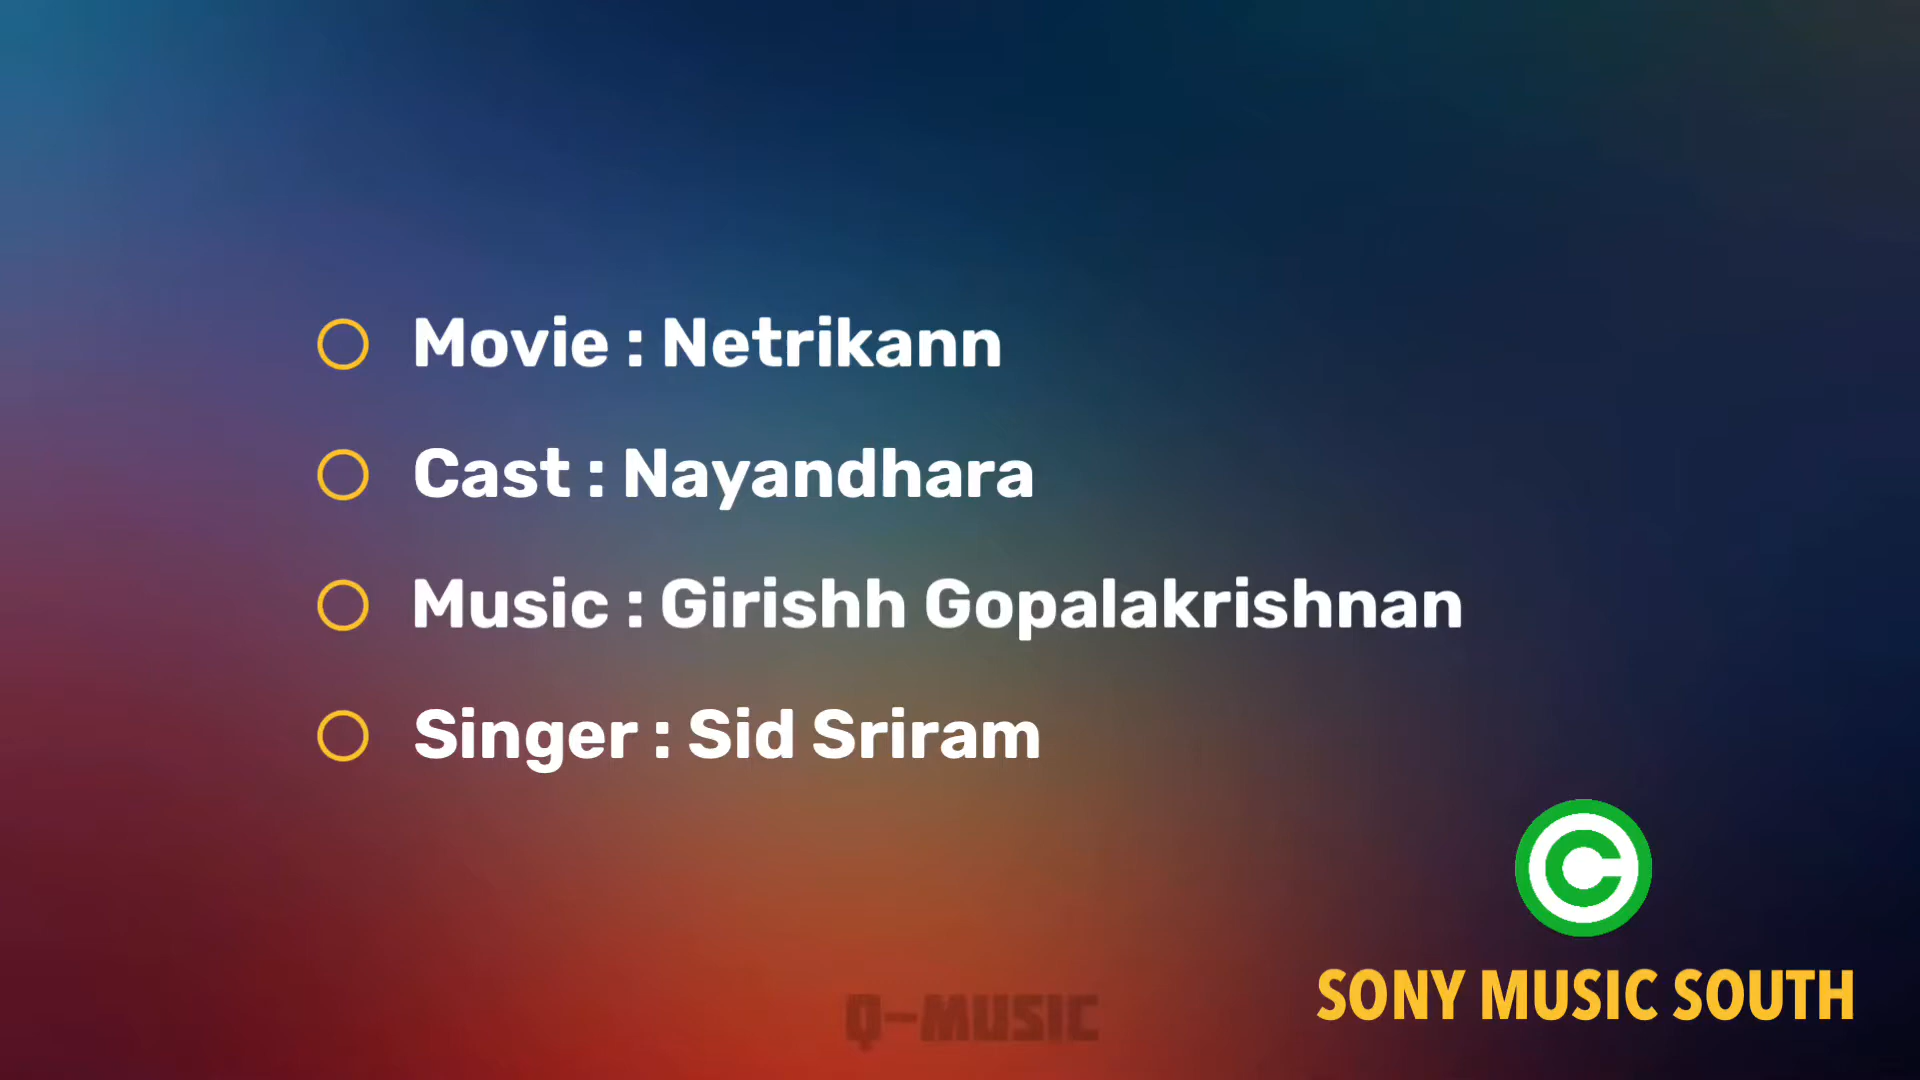 Movie : Netrikann
Cast : Nayandhara
Music : Girishh Gopalakrishnan
Singer : Sid Sriram
C
SONY MUSIC SOUTH
Q-MUSIC